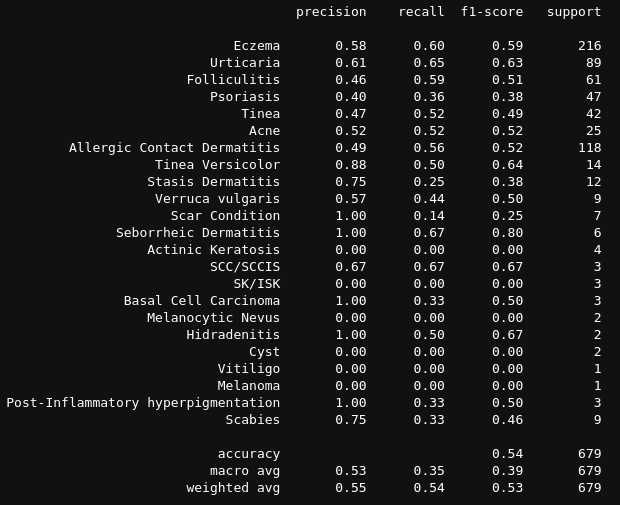 precision recall f1-score support
Eczema 0.58 0.60 0.59 216
Urticaria 0.61 0.65 0.63 89
Folliculitis 0.46 0.59 0.51 61
Psoriasis 0.40 0.36 0.38 47
Tinea 0.47 0.52 0.49 42
Acne 0.52 0.52 0.52 25
Allergic Contact Dermatitis 0.49 0.56 0.52 118
Tinea Versicolor 0.88 0.50 0.64 14
Stasis Dermatitis 0.75 0.25 0.38 12
Verruca vulgaris 0.57 0.44 0.50 9
Scar Condition 1.00 0.14 0.25 7
Seborrheic Dermatitis 1.00 0.67 0.80 6
Actinic Keratosis 0.00 0.00 0.00 4
SCC/SCCIS 0.67 0.67 0.67 3
SK/ISK 0.00 0.00 0.00 3
Basal Cell Carcinoma 1.00 0.33 0.50 3
Melanocytic Nevus 0.00 0.00 0.00 2
Hidradenitis 1.00 0.50 0.67 2
Cyst 0.00 0.00 0.00 2
Vitiligo 0.00 0.00 0.00 1
Melanoma 0.00 0.00 0.00 1
Post-Inflammatory hyperpigmentation 1.00 0.33 0.50 3
Scabies 0.75 0.33 0.46 9
accuracy 0.54 679
macro avg 0.53 0.35 0.39 679
weighted avg 0.55 0.54 0.53 679